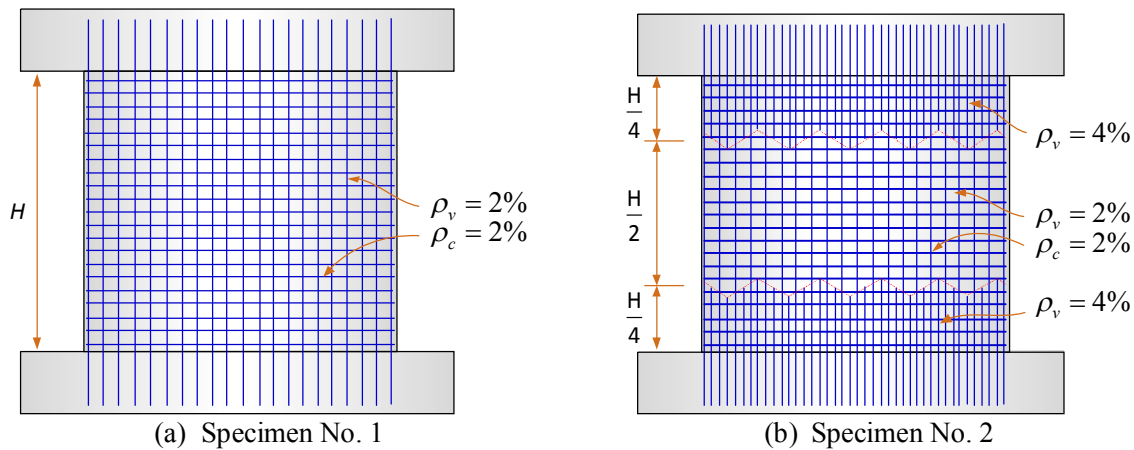 H
ρ_v = 2%
ρ_c = 2%
(a) Specimen No. 1
H
4
H
2
H
4
ρ_v = 4%
ρ_v = 2%
ρ_c = 2%
ρ_v = 4%
(b) Specimen No. 2